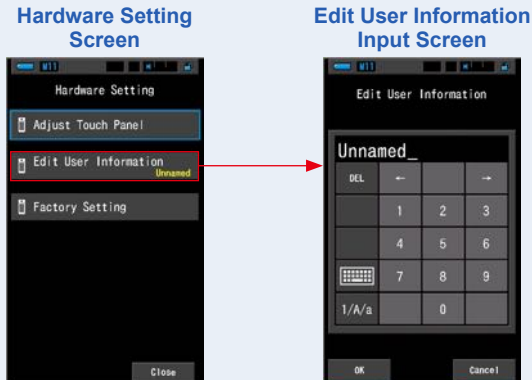 Hardware Setting
Screen
Hardware Setting
Adjust Touch Panel
Edit User Information
Unnamed
Factory Setting
Close
Edit User Information
Input Screen
Edit User Information
Unnamed_
DEL ← →
1 2 3
4 5 6
7 8 9
1/A/a 0
OK Cancel